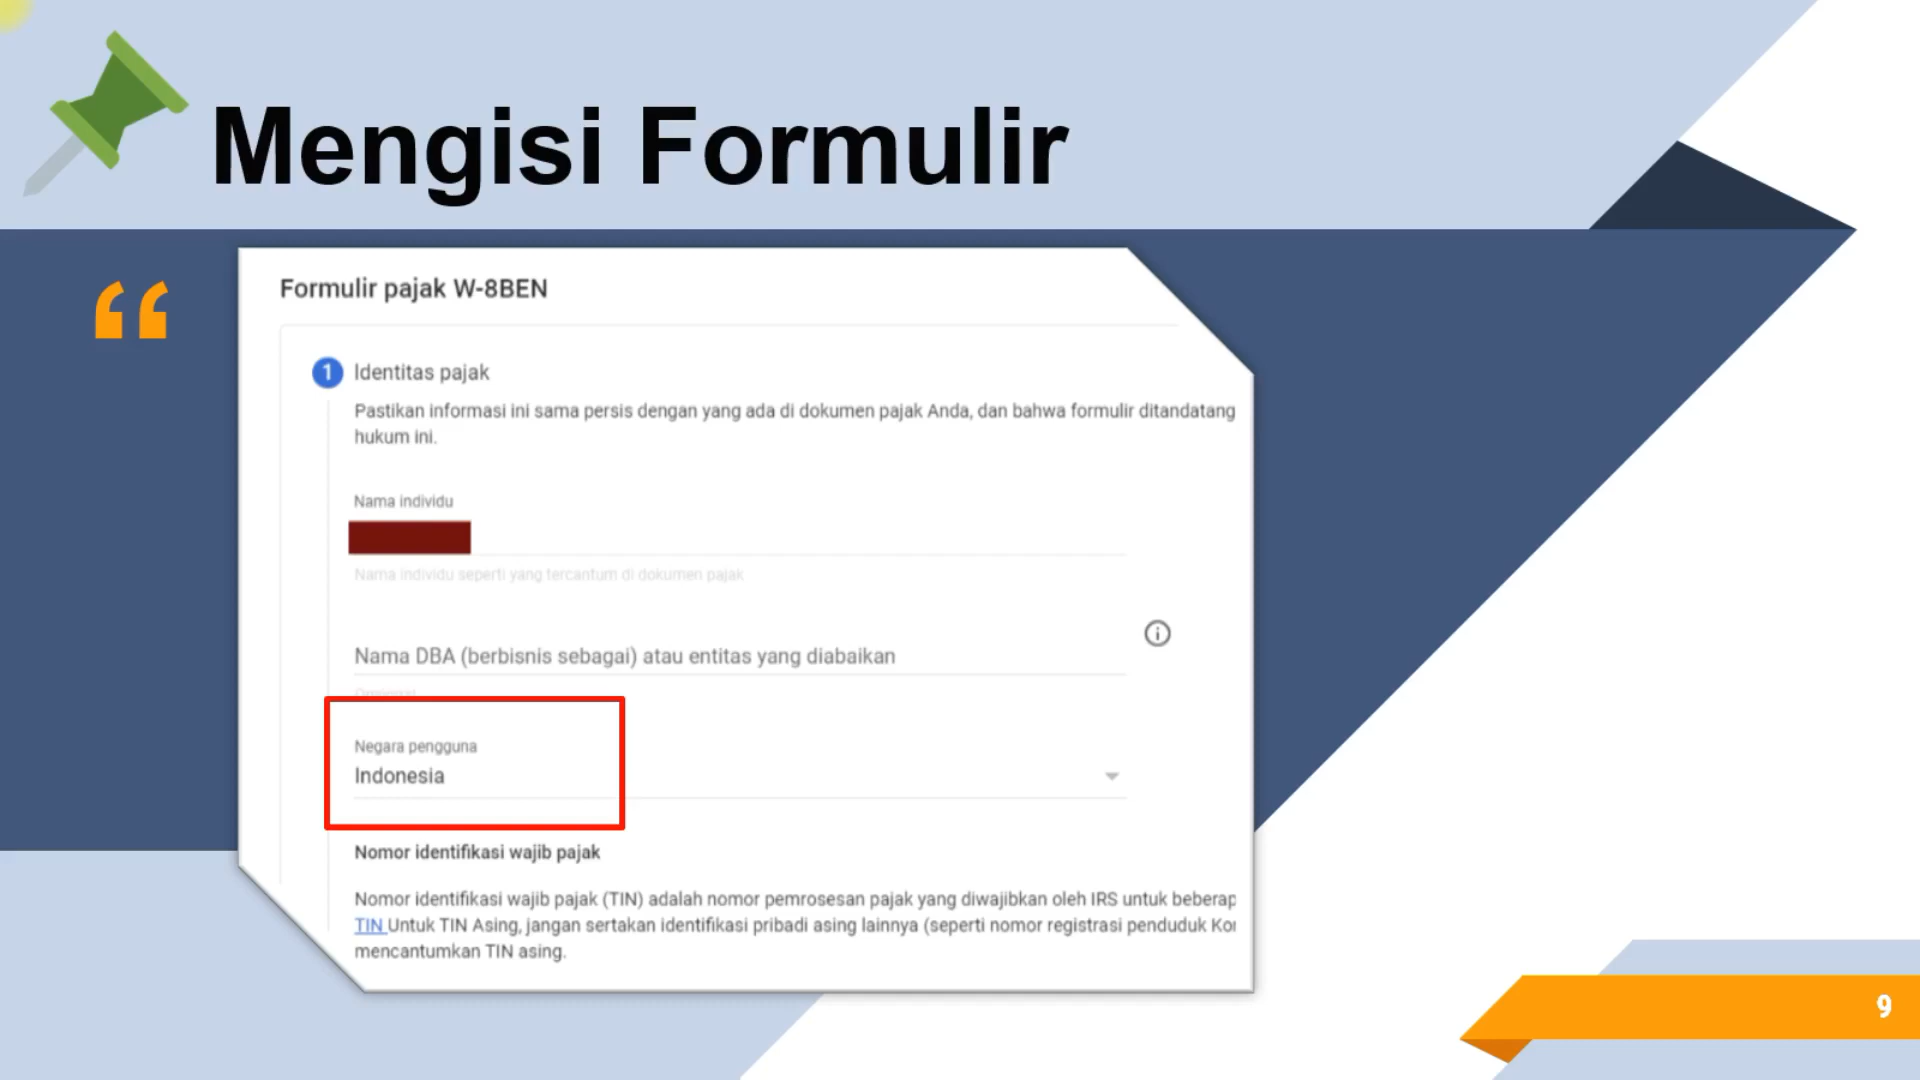 Mengisi Formulir
“
Formulir pajak W-8BEN
1 Identitas pajak
Pastikan informasi ini sama persis dengan yang ada di dokumen pajak Anda, dan bahwa formulir ditandatang
hukum ini.
Nama individu
Nama individu seperti yang tercantum di dokumen pajak
Nama DBA (berbisnis sebagai) atau entitas yang diabaikan
Negara pengguna
Indonesia
Nomor identifikasi wajib pajak
Nomor identifikasi wajib pajak (TIN) adalah nomor pemrosesan pajak yang diwajibkan oleh IRS untuk beberap
TIN Untuk TIN Asing, jangan sertakan identifikasi pribadi asing lainnya (seperti nomor registrasi penduduk Kor
mencantumkan TIN asing.
9